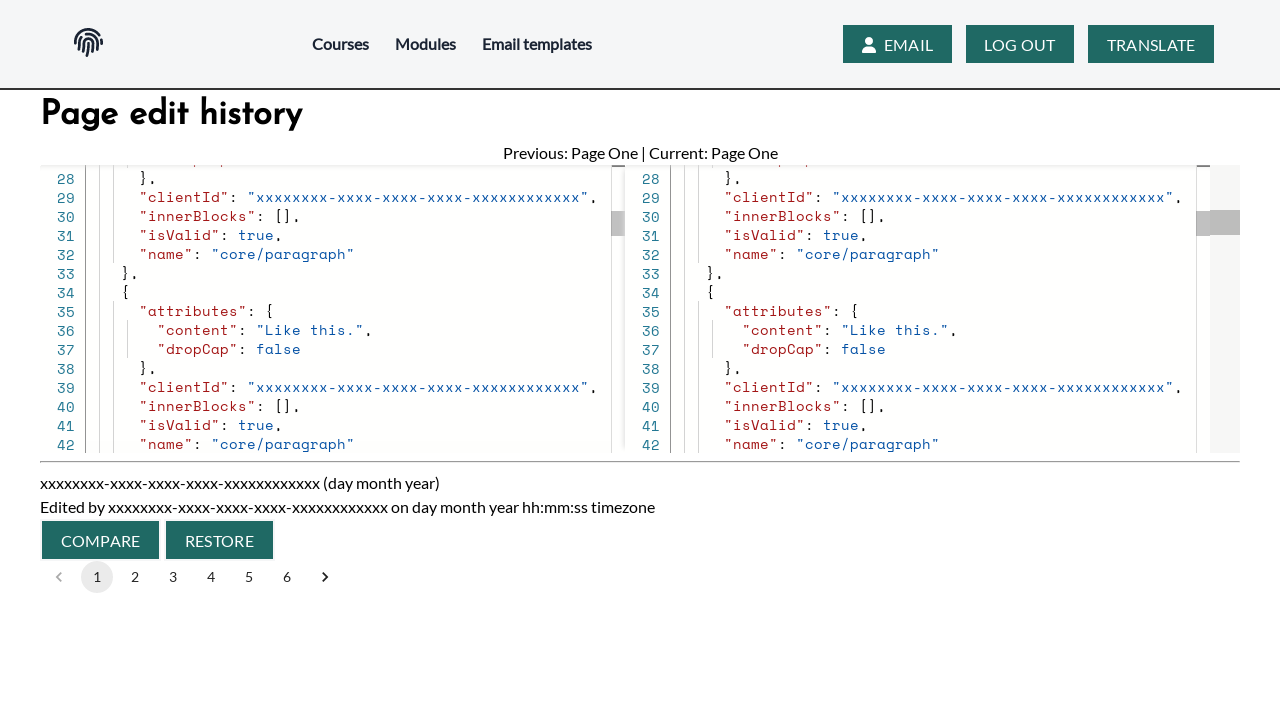 Courses Modules Email templates EMAIL LOG OUT TRANSLATE
Page edit history
Previous: Page One | Current: Page One
28 },
29 "clientId": "xxxxxxxx-xxxx-xxxx-xxxx-xxxxxxxxxxxx",
30 "innerBlocks": [],
31 "isValid": true,
32 "name": "core/paragraph"
33 },
34 {
35 "attributes": {
36 "content": "Like this.",
37 "dropCap": false
38 },
39 "clientId": "xxxxxxxx-xxxx-xxxx-xxxx-xxxxxxxxxxxx",
40 "innerBlocks": [],
41 "isValid": true,
42 "name": "core/paragraph"
28 },
29 "clientId": "xxxxxxxx-xxxx-xxxx-xxxx-xxxxxxxxxxxx",
30 "innerBlocks": [],
31 "isValid": true,
32 "name": "core/paragraph"
33 },
34 {
35 "attributes": {
36 "content": "Like this.",
37 "dropCap": false
38 },
39 "clientId": "xxxxxxxx-xxxx-xxxx-xxxx-xxxxxxxxxxxx",
40 "innerBlocks": [],
41 "isValid": true,
42 "name": "core/paragraph"
xxxxxxxx-xxxx-xxxx-xxxx-xxxxxxxxxxxx (day month year)
Edited by xxxxxxxx-xxxx-xxxx-xxxx-xxxxxxxxxxxx on day month year hh:mm:ss timezone
COMPARE RESTORE
1 2 3 4 5 6